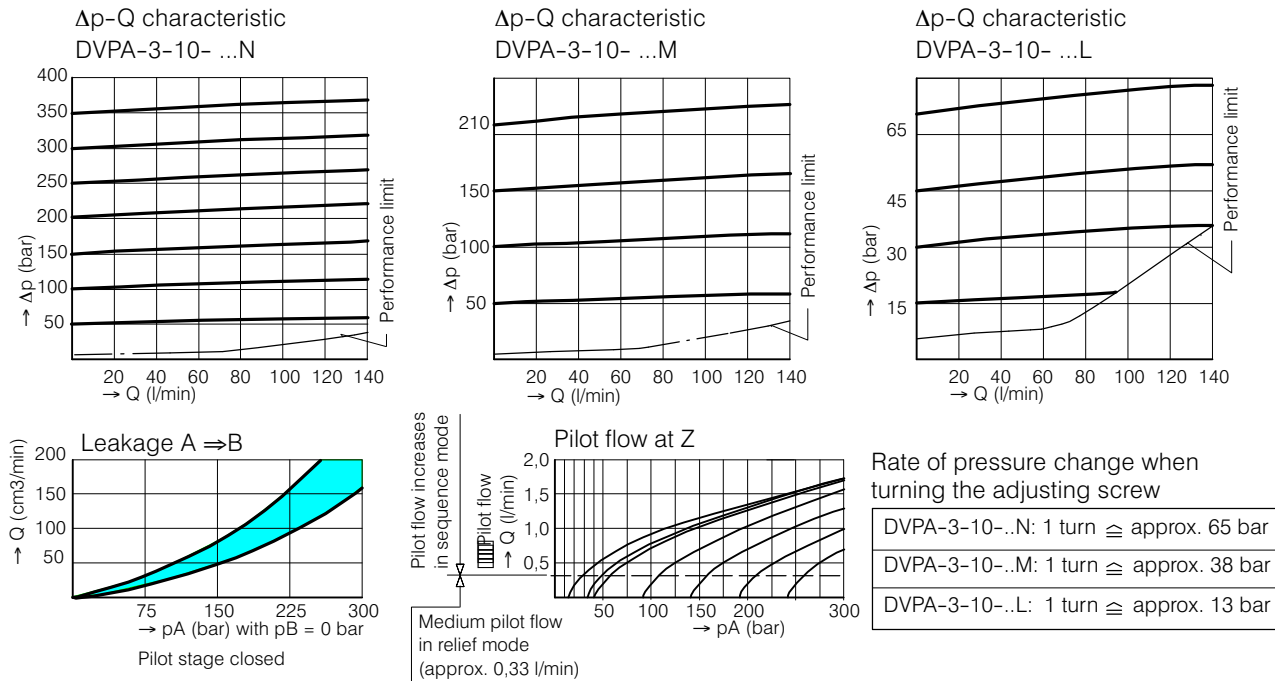 Δp-Q characteristic
DVPA-3-10- ...N
400
350
300
250
200
150
100
50
→ Δp (bar)
20 40 60 80 100 120 140
→ Q (l/min)
Performance limit
Δp-Q characteristic
DVPA-3-10- ...M
210
150
100
50
→ Δp (bar)
20 40 60 80 100 120 140
→ Q (l/min)
Performance limit
Δp-Q characteristic
DVPA-3-10- ...L
65
45
30
15
→ Δp (bar)
20 40 60 80 100 120 140
→ Q (l/min)
Performance limit
Leakage A ⇒B
200
150
100
50
→ Q (cm3/min)
75 150 225 300
→ pA (bar) with pB = 0 bar
Pilot stage closed
Pilot flow increases
in sequence mode
Pilot flow
→ Q (l/min)
Pilot flow at Z
2,0
1,5
1,0
0,5
50 100 150 200 250 300
→ pA (bar)
Medium pilot flow
in relief mode
(approx. 0,33 l/min)
Rate of pressure change when
turning the adjusting screw
DVPA-3-10-..N: 1 turn ≙ approx. 65 bar
DVPA-3-10-..M: 1 turn ≙ approx. 38 bar
DVPA-3-10-..L: 1 turn ≙ approx. 13 bar